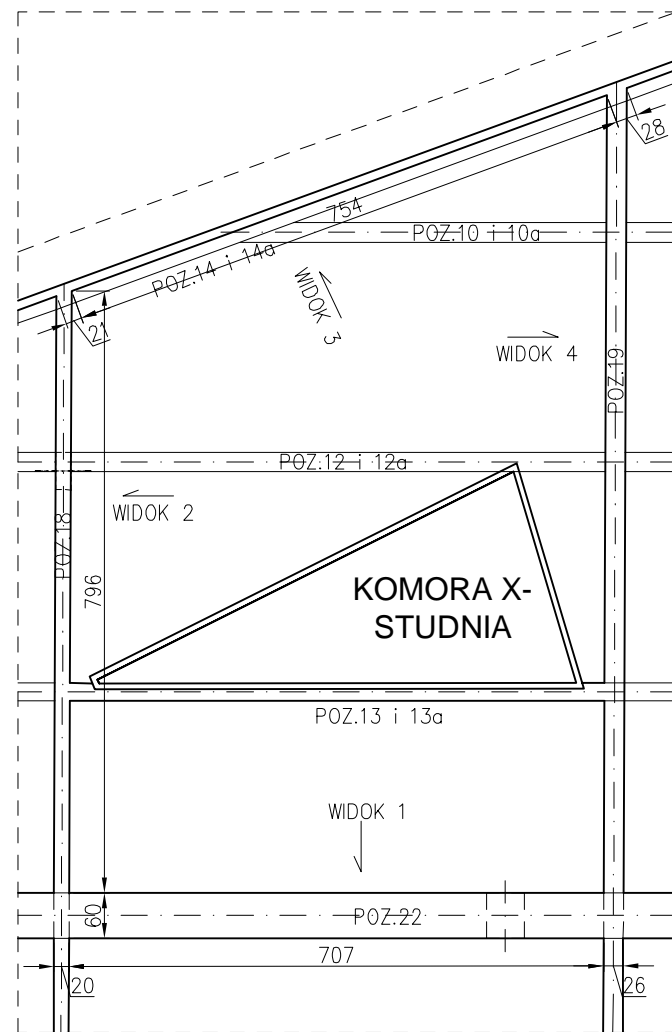 28
754
POZ.10 i 10a
POZ.14 i 14a
WIDOK 3
21
WIDOK 4
POZ.19
POZ.12 i 12a
WIDOK 2
POZ.18 i
796
KOMORA X-
STUDNIA
POZ.13 i 13a
WIDOK 1
60
POZ.22
707
20
26